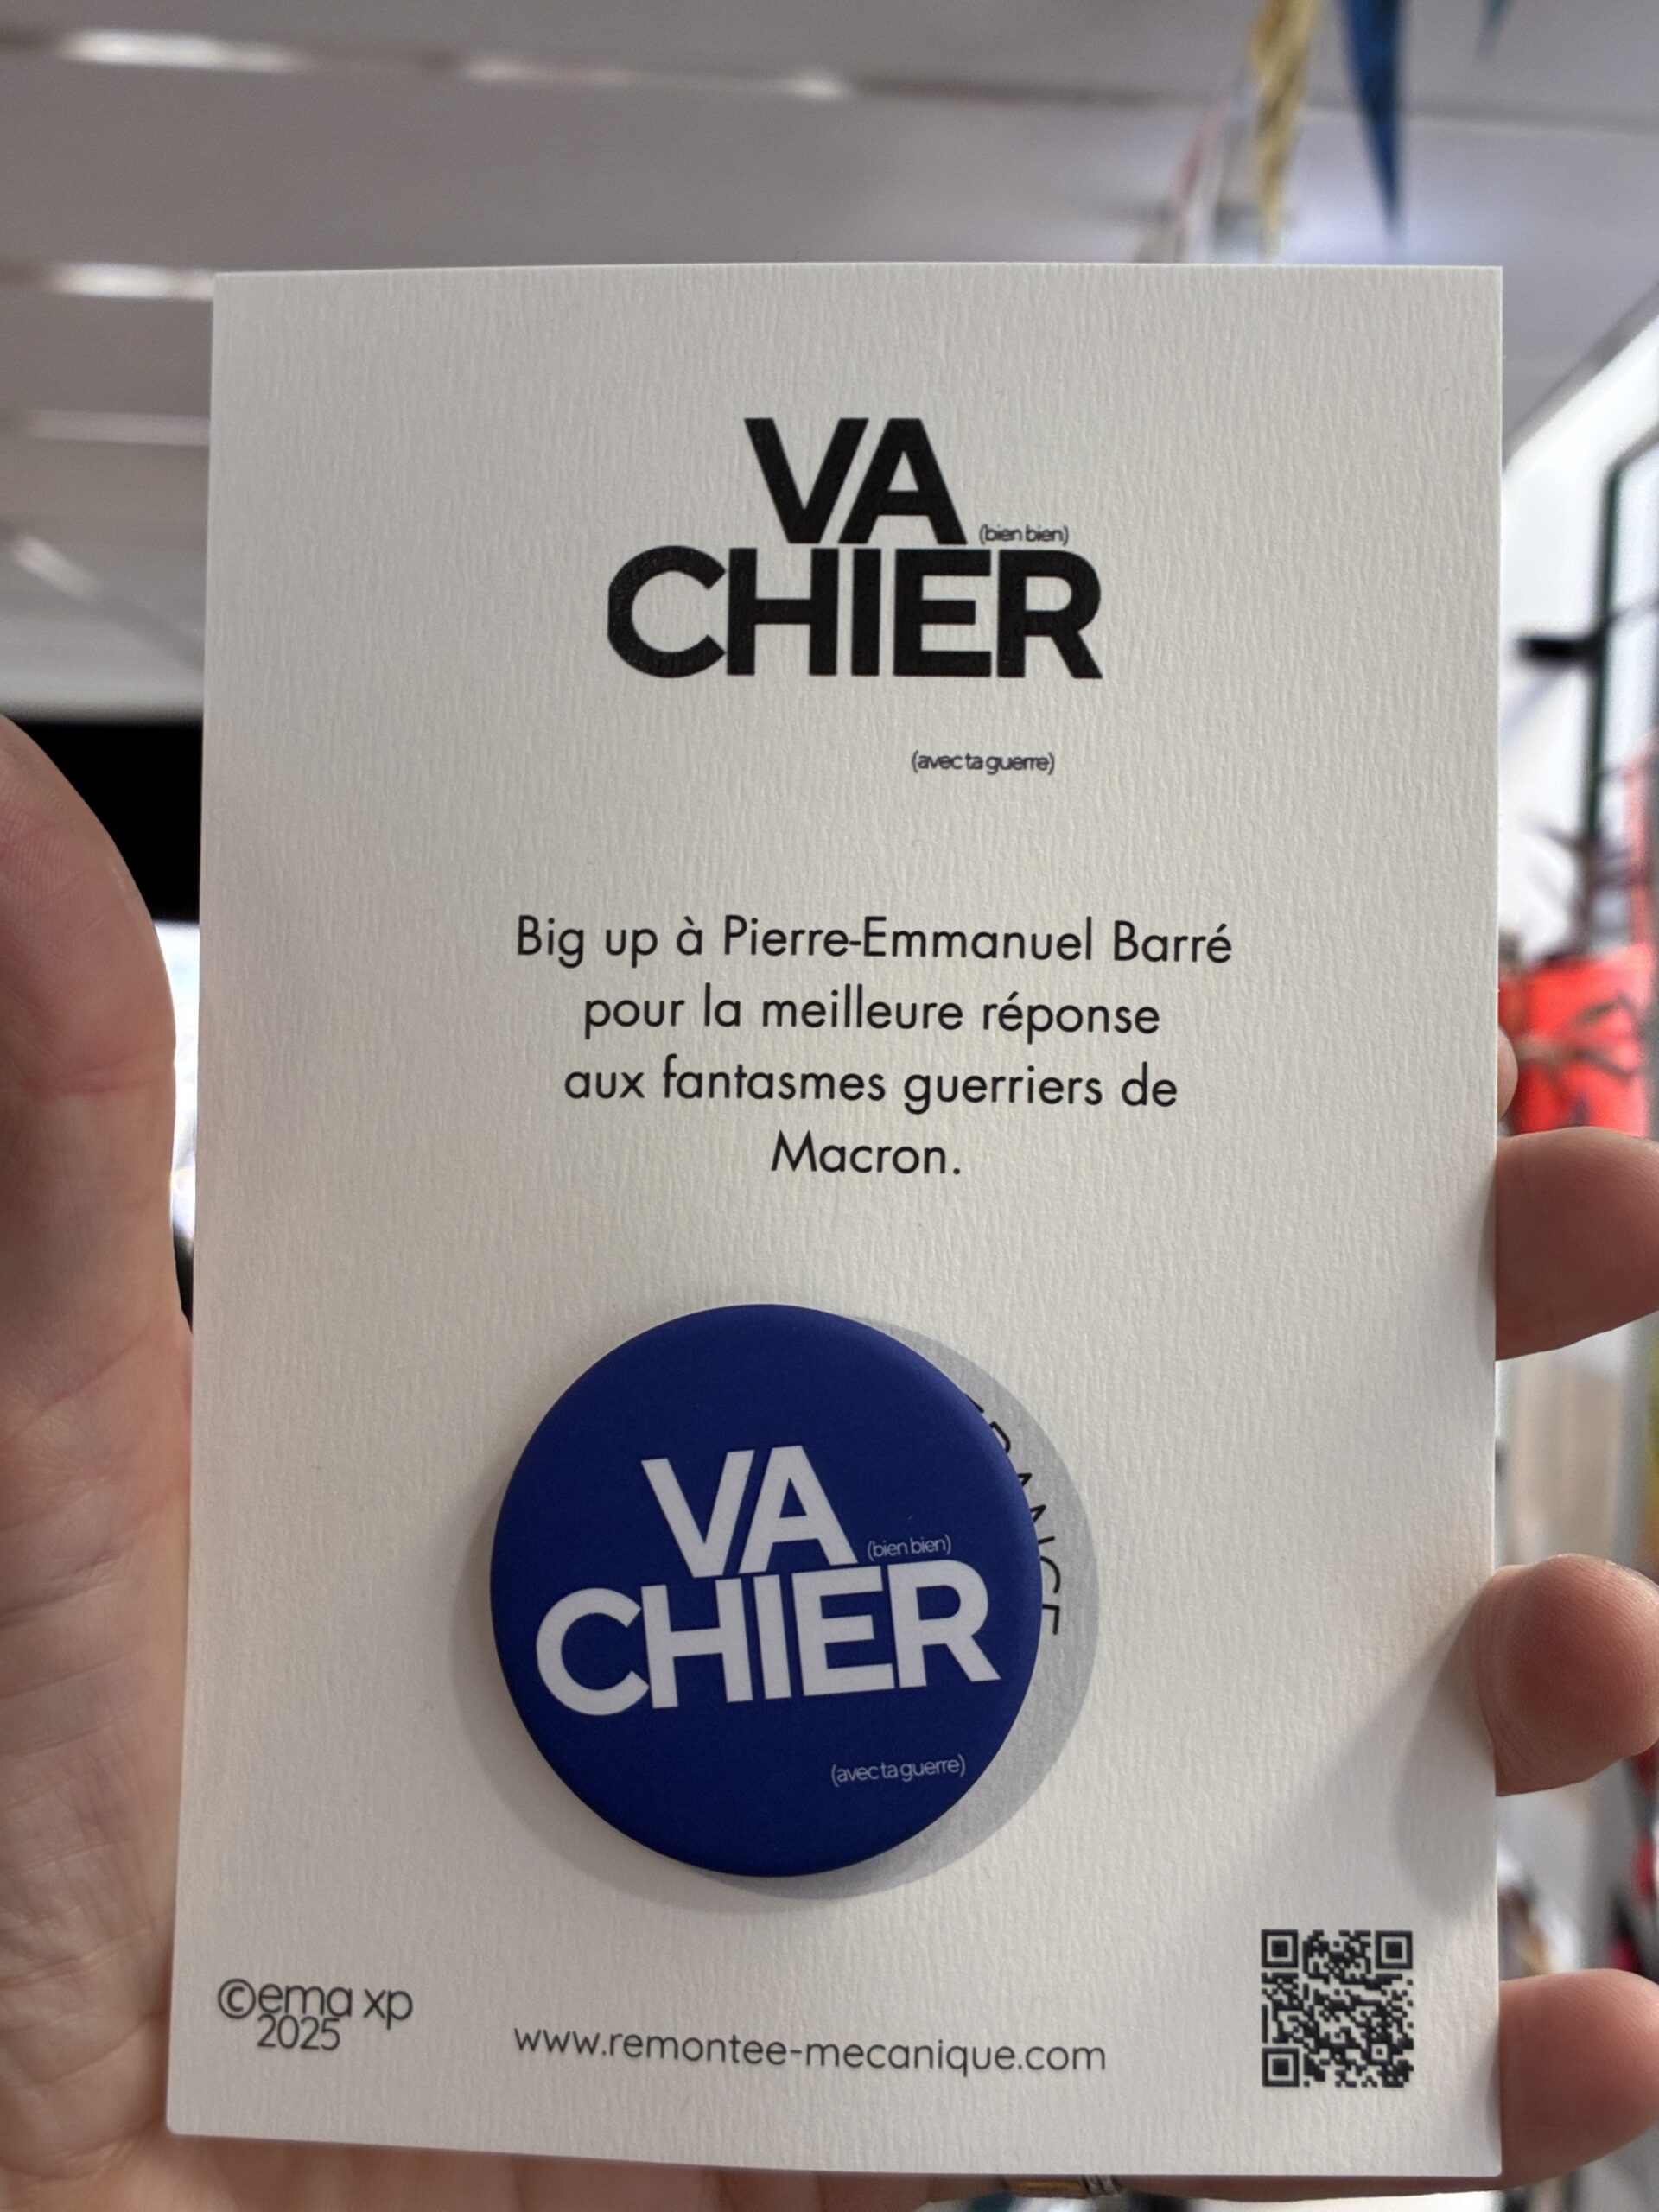 VA
(bien bien)
CHIER
(avec ta guerre)
Big up à Pierre-Emmanuel Barré
pour la meilleure réponse
aux fantasmes guerriers de
Macron.
VA
(bien bien)
CHIER
(avec ta guerre)
©ema xp
2025
www.remontee-mecanique.com